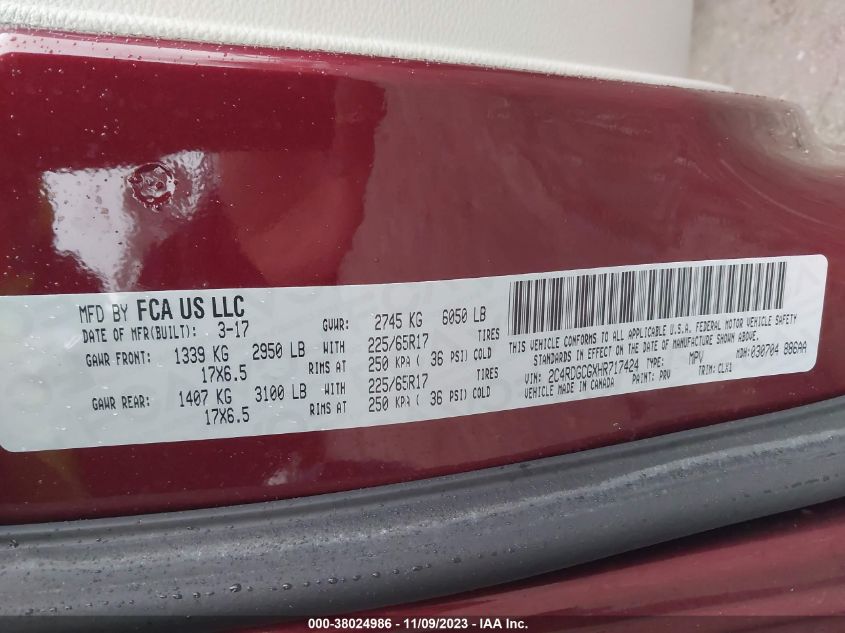 MFD BY FCA US LLC
DATE OF MFR(BUILT): 3-17 GVWR: 2745 KG 6050 LB
GAWR FRONT: 1339 KG 2950 LB WITH 225/65R17 TIRES
17X6.5 RIMS AT 250 KPA ( 36 PSI) COLD
GAWR REAR: 1407 KG 3100 LB WITH 225/65R17 TIRES
17X6.5 RIMS AT 250 KPA ( 36 PSI) COLD
THIS VEHICLE CONFORMS TO ALL APPLICABLE U.S.A. FEDERAL MOTOR VEHICLE SAFETY
STANDARDS IN EFFECT ON THE DATE OF MANUFACTURE SHOWN ABOVE.
VIN: 2C4RDGCGXHR717424 TYPE: MPV MDH: 030704 886AA
VEHICLE MADE IN CANADA PAINT: PRV TRIM: CLX1
000-38024986 - 11/09/2023 - IAA Inc.